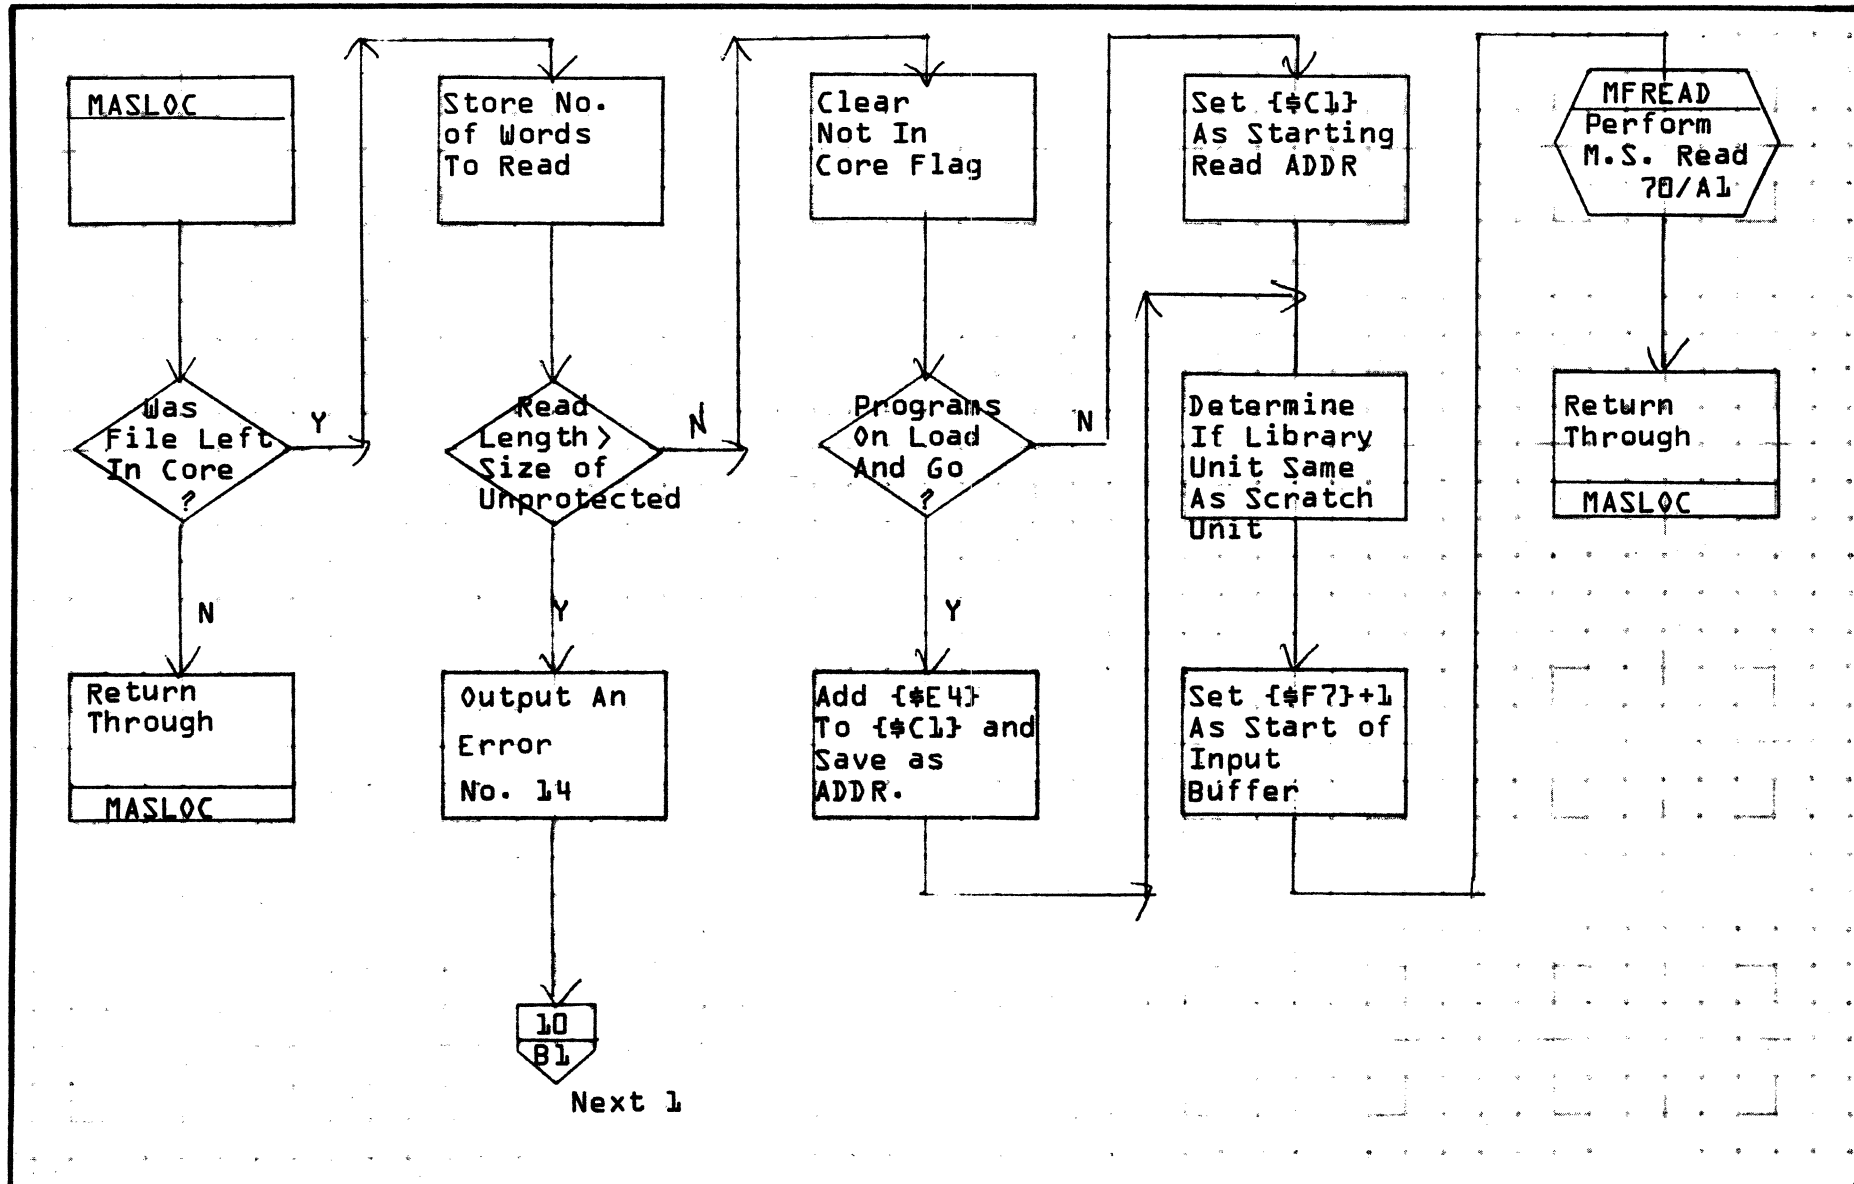 MASLOC
Was
File Left
In Core
?
Y
N
Return
Through
MASLOC
Store No.
of Words
To Read
Read
Length>
Size of
Unprotected
N
Y
Output An
Error
No. 14
10
B1
Next 1
Clear
Not In
Core Flag
Programs
On Load
And Go
?
N
Y
Add {$E4}
To {$C1} and
Save as
ADDR.
Set {$C1}
As Starting
Read ADDR
Determine
If Library
Unit Same
As Scratch
Unit
Set {$F7}+1
As Start of
Input
Buffer
MFREAD
Perform
M.S. Read
70/A1
Return
Through
MASLOC